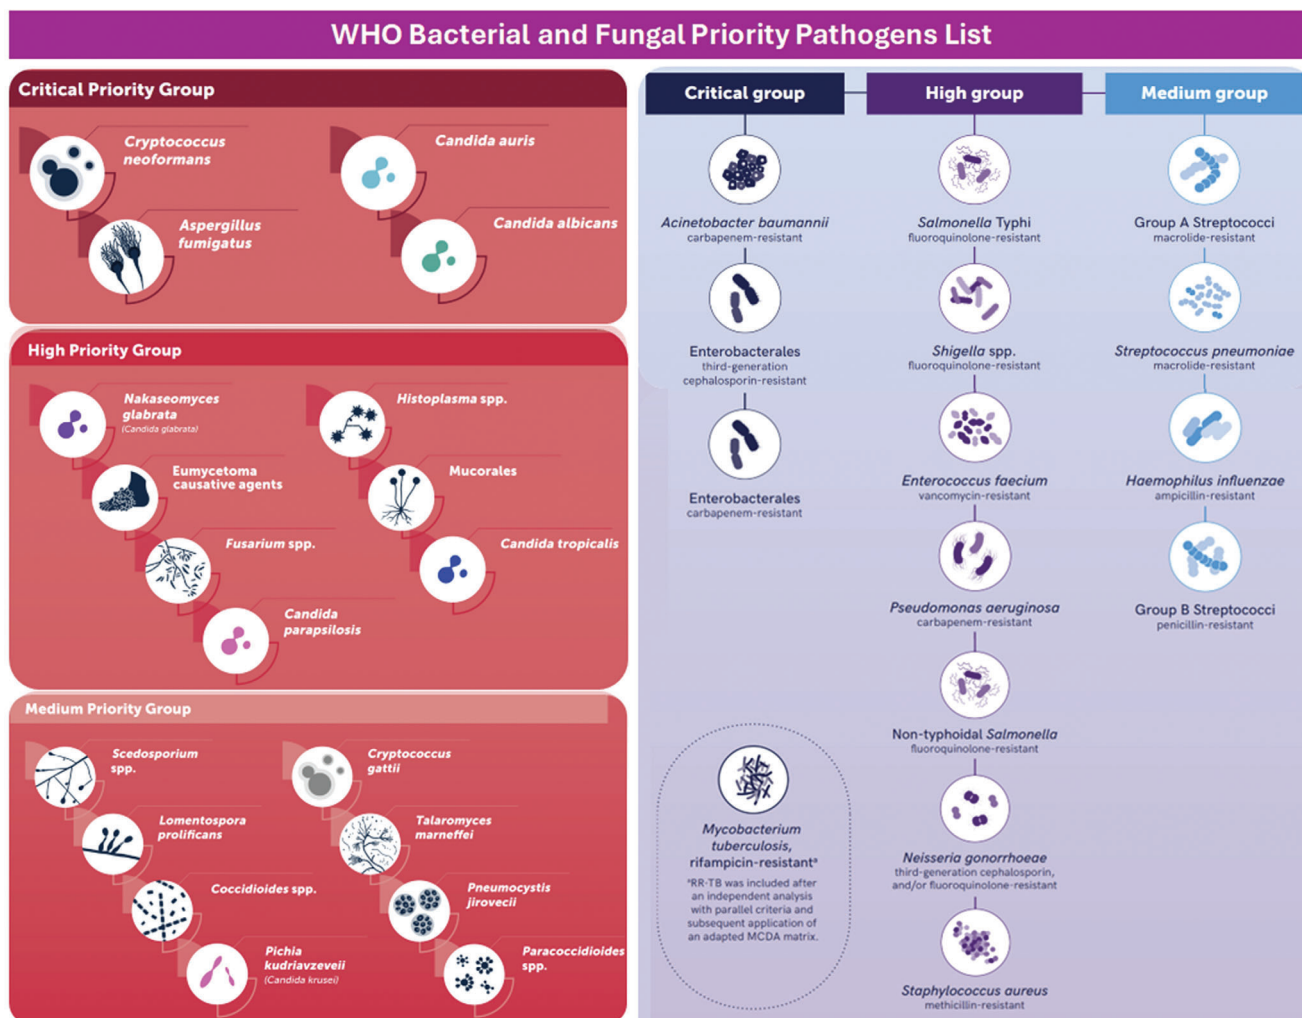 WHO Bacterial and Fungal Priority Pathogens List
Critical Priority Group
Cryptococcus
neoformans
Candida auris
Aspergillus
fumigatus
Candida albicans
High Priority Group
Nakaseomyces
glabrata
(Candida glabrata)
Histoplasma spp.
Eumycetoma
causative agents
Mucorales
Fusarium spp.
Candida tropicalis
Candida
parapsilosis
Medium Priority Group
Scedosporium
spp.
Cryptococcus
gattii
Lomentospora
prolificans
Talaromyces
marneffei
Coccidioides spp.
Pneumocystis
jirovecii
Pichia
kudriavzeveii
(Candida krusei)
Paracoccidioides
spp.
Critical group
Acinetobacter baumannii
carbapenem-resistant
Enterobacterales
third-generation
cephalosporin-resistant
Enterobacterales
carbapenem-resistant
Mycobacterium
tuberculosis,
rifampicin-resistantᵃ
ᵃRR-TB was included after
an independent analysis
with parallel criteria and
subsequent application of
an adapted MCDA matrix.
High group
Salmonella Typhi
fluoroquinolone-resistant
Shigella spp.
fluoroquinolone-resistant
Enterococcus faecium
vancomycin-resistant
Pseudomonas aeruginosa
carbapenem-resistant
Non-typhoidal Salmonella
fluoroquinolone-resistant
Neisseria gonorrhoeae
third-generation cephalosporin,
and/or fluoroquinolone-resistant
Staphylococcus aureus
methicillin-resistant
Medium group
Group A Streptococci
macrolide-resistant
Streptococcus pneumoniae
macrolide-resistant
Haemophilus influenzae
ampicillin-resistant
Group B Streptococci
penicillin-resistant